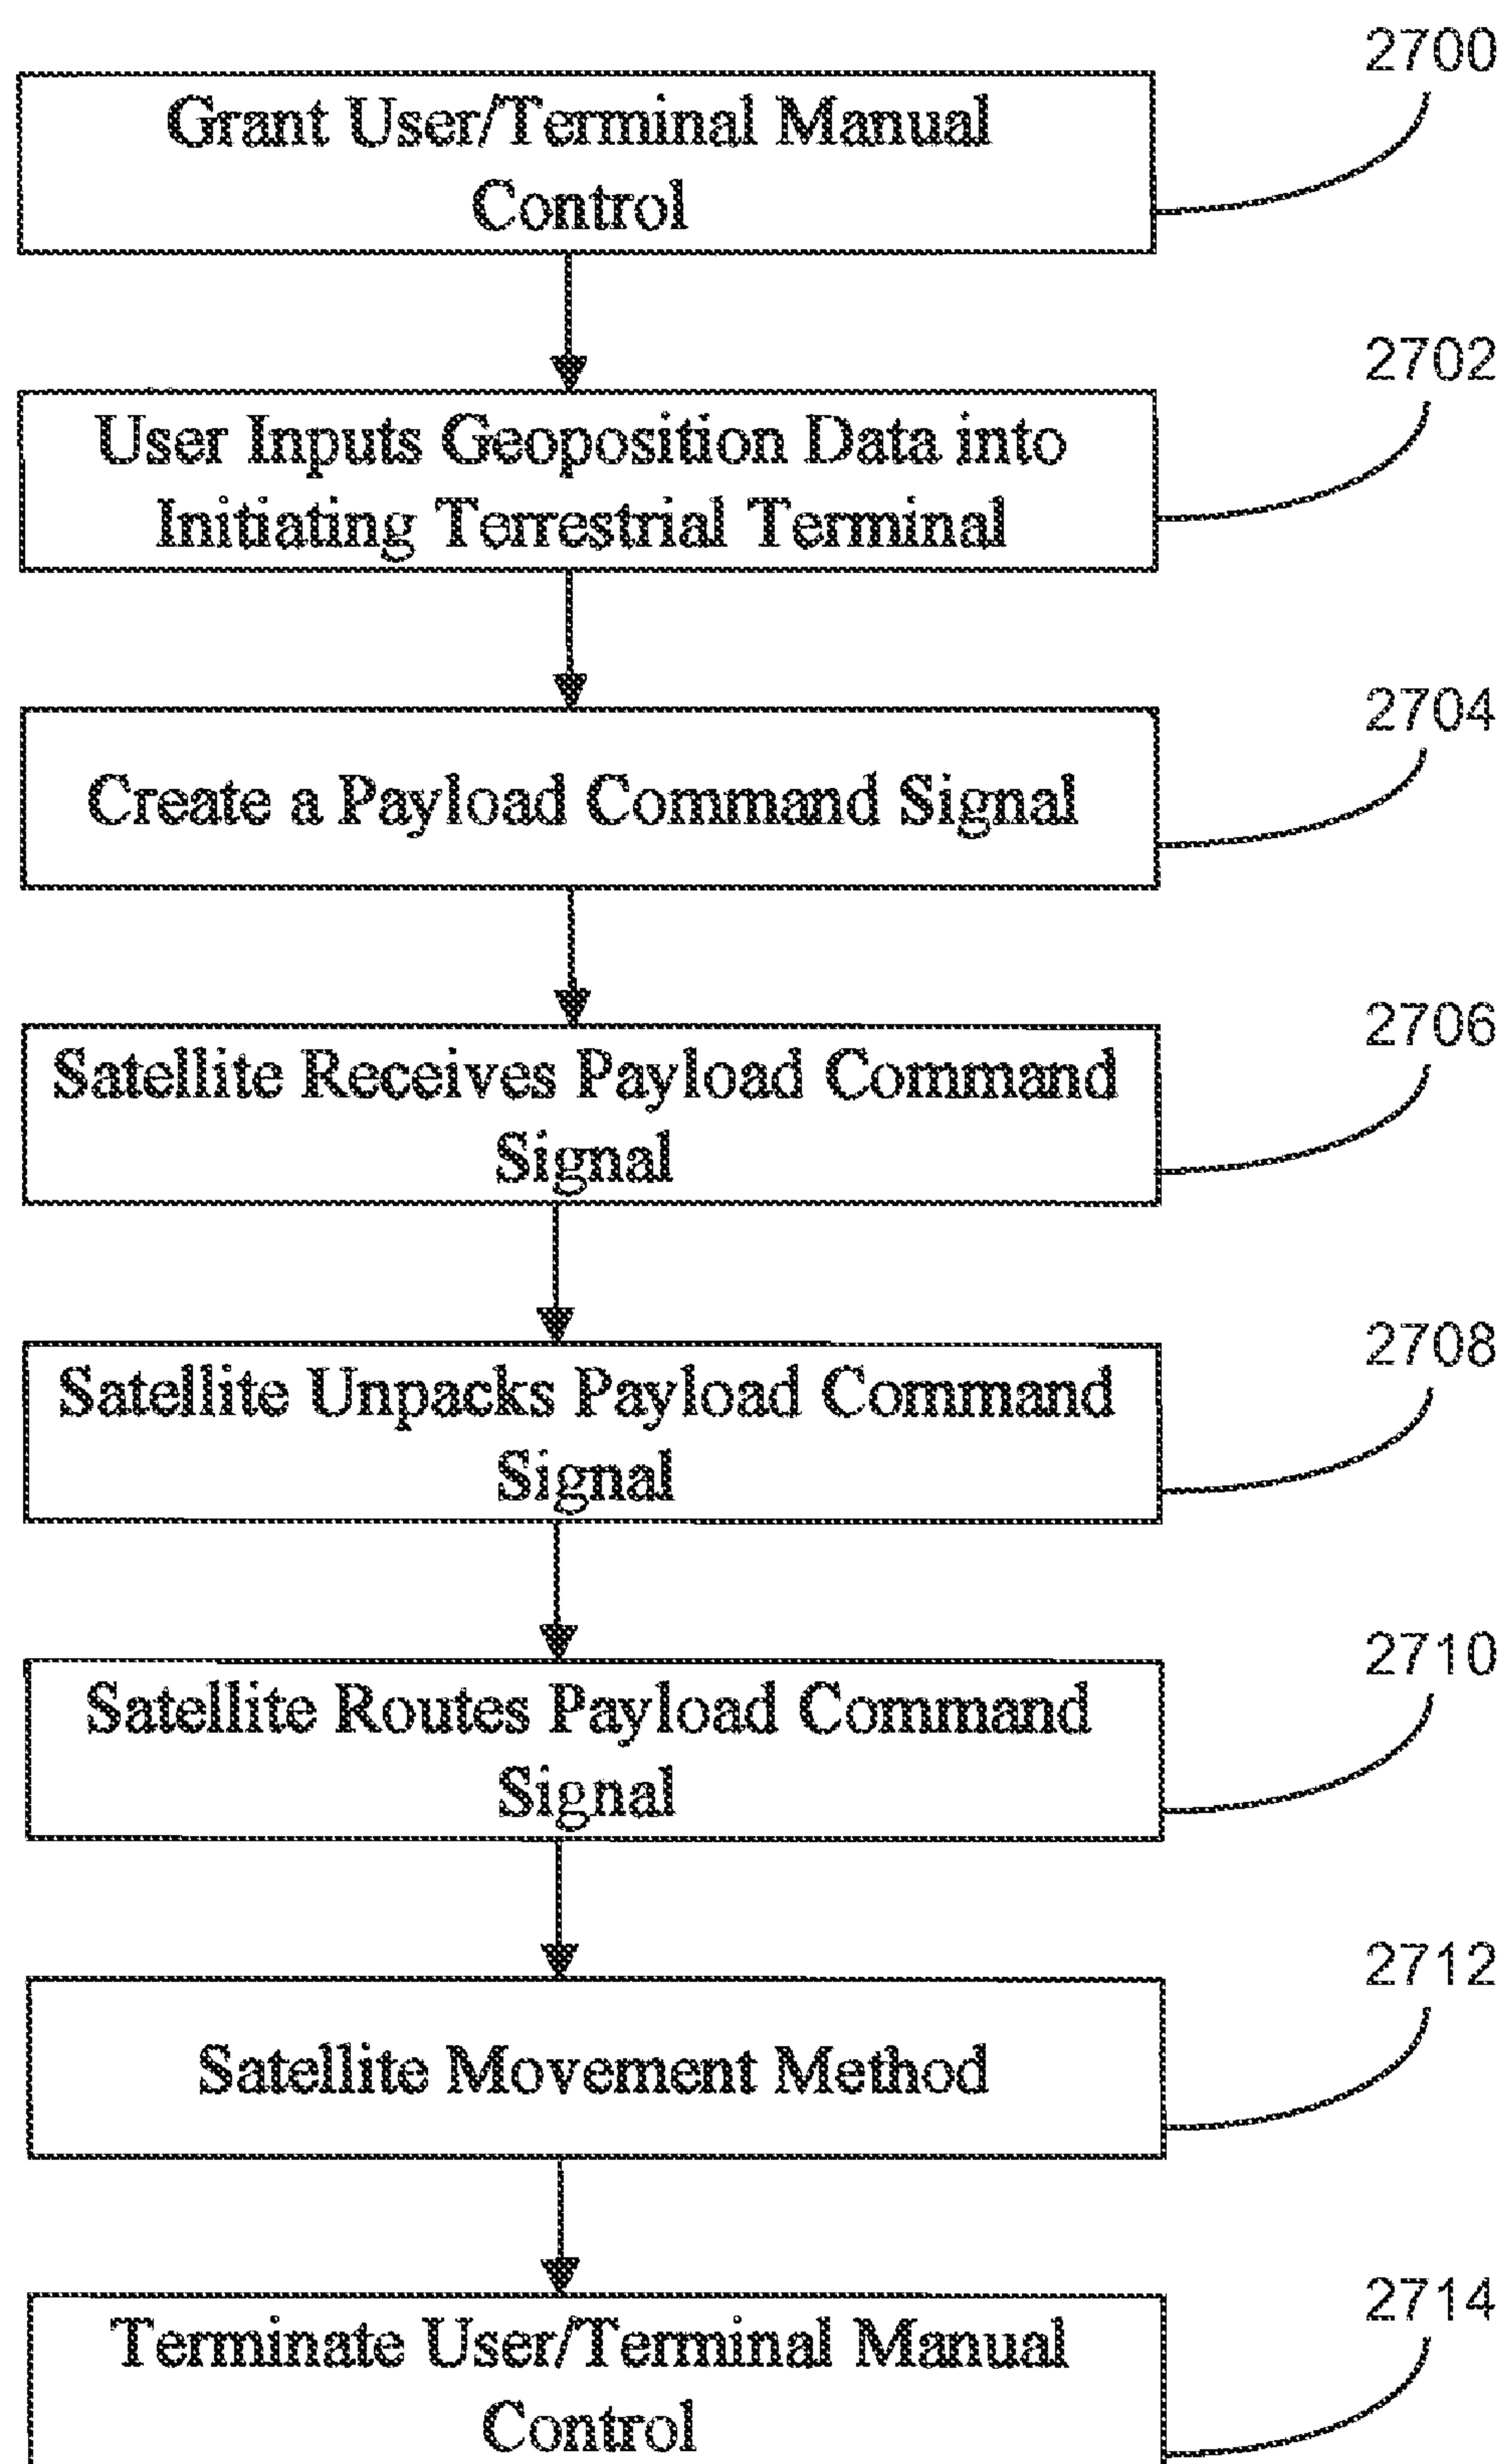 2700
Grant User/Terminal Manual
Control
2702
User Inputs Geoposition Data into
Initiating Terrestrial Terminal
2704
Create a Payload Command Signal
2706
Satellite Receives Payload Command
Signal
2708
Satellite Unpacks Payload Command
Signal
2710
Satellite Routes Payload Command
Signal
2712
Satellite Movement Method
2714
Terminate User/Terminal Manual
Control